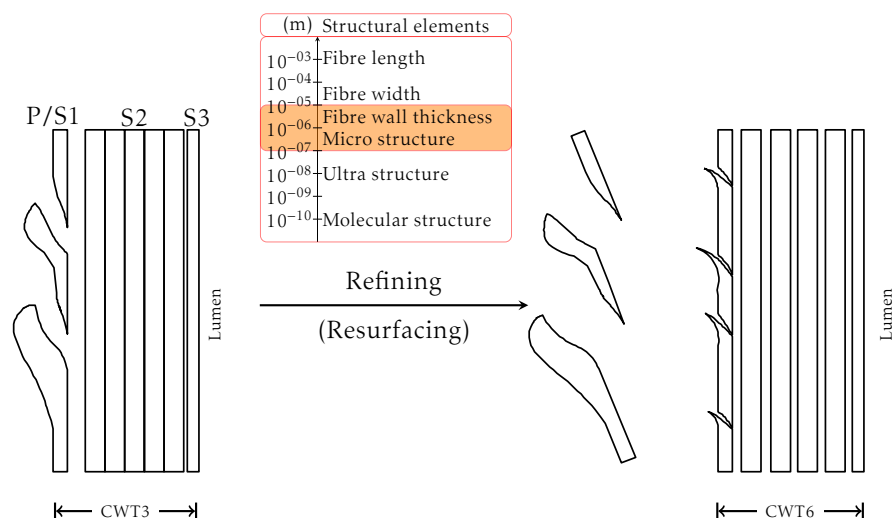 (m) Structural elements
10−03 Fibre length
10−04
Fibre width
10−05
Fibre wall thickness
10−06
Micro structure
10−07
10−08 Ultra structure
10−09
10−10 Molecular structure
P/S1 S2 S3
Lumen
Refining
(Resurfacing)
Lumen
CWT3
CWT6